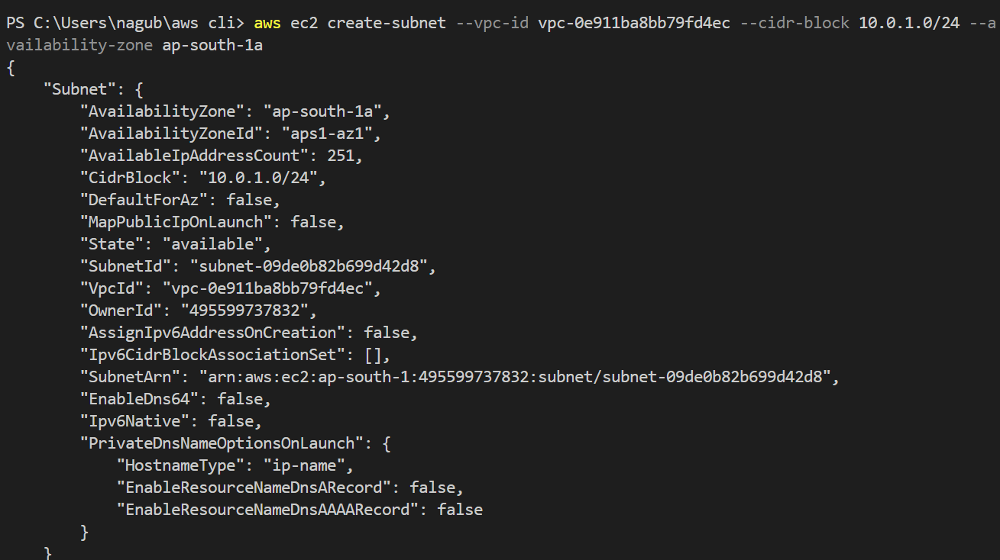 PS C:\Users\nagub\aws cli> aws ec2 create-subnet --vpc-id vpc-0e911ba8bb79fd4ec --cidr-block 10.0.1.0/24 --a
vailability-zone ap-south-1a
{
    "Subnet": {
        "AvailabilityZone": "ap-south-1a",
        "AvailabilityZoneId": "aps1-az1",
        "AvailableIpAddressCount": 251,
        "CidrBlock": "10.0.1.0/24",
        "DefaultForAz": false,
        "MapPublicIpOnLaunch": false,
        "State": "available",
        "SubnetId": "subnet-09de0b82b699d42d8",
        "VpcId": "vpc-0e911ba8bb79fd4ec",
        "OwnerId": "495599737832",
        "AssignIpv6AddressOnCreation": false,
        "Ipv6CidrBlockAssociationSet": [],
        "SubnetArn": "arn:aws:ec2:ap-south-1:495599737832:subnet/subnet-09de0b82b699d42d8",
        "EnableDns64": false,
        "Ipv6Native": false,
        "PrivateDnsNameOptionsOnLaunch": {
            "HostnameType": "ip-name",
            "EnableResourceNameDnsARecord": false,
            "EnableResourceNameDnsAAAARecord": false
        }
    }